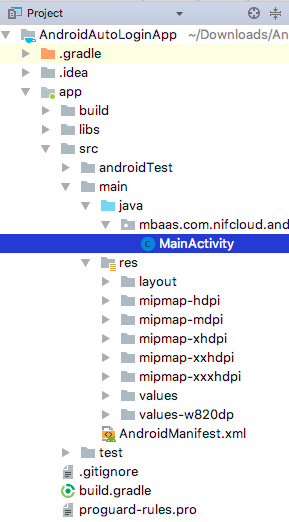 Project
AndroidAutoLoginApp ~/Downloads/An
.gradle
.idea
app
build
libs
src
androidTest
main
java
mbaas.com.nifcloud.and
C MainActivity
res
layout
mipmap-hdpi
mipmap-mdpi
mipmap-xhdpi
mipmap-xxhdpi
mipmap-xxxhdpi
values
values-w820dp
AndroidManifest.xml
test
.gitignore
build.gradle
proguard-rules.pro